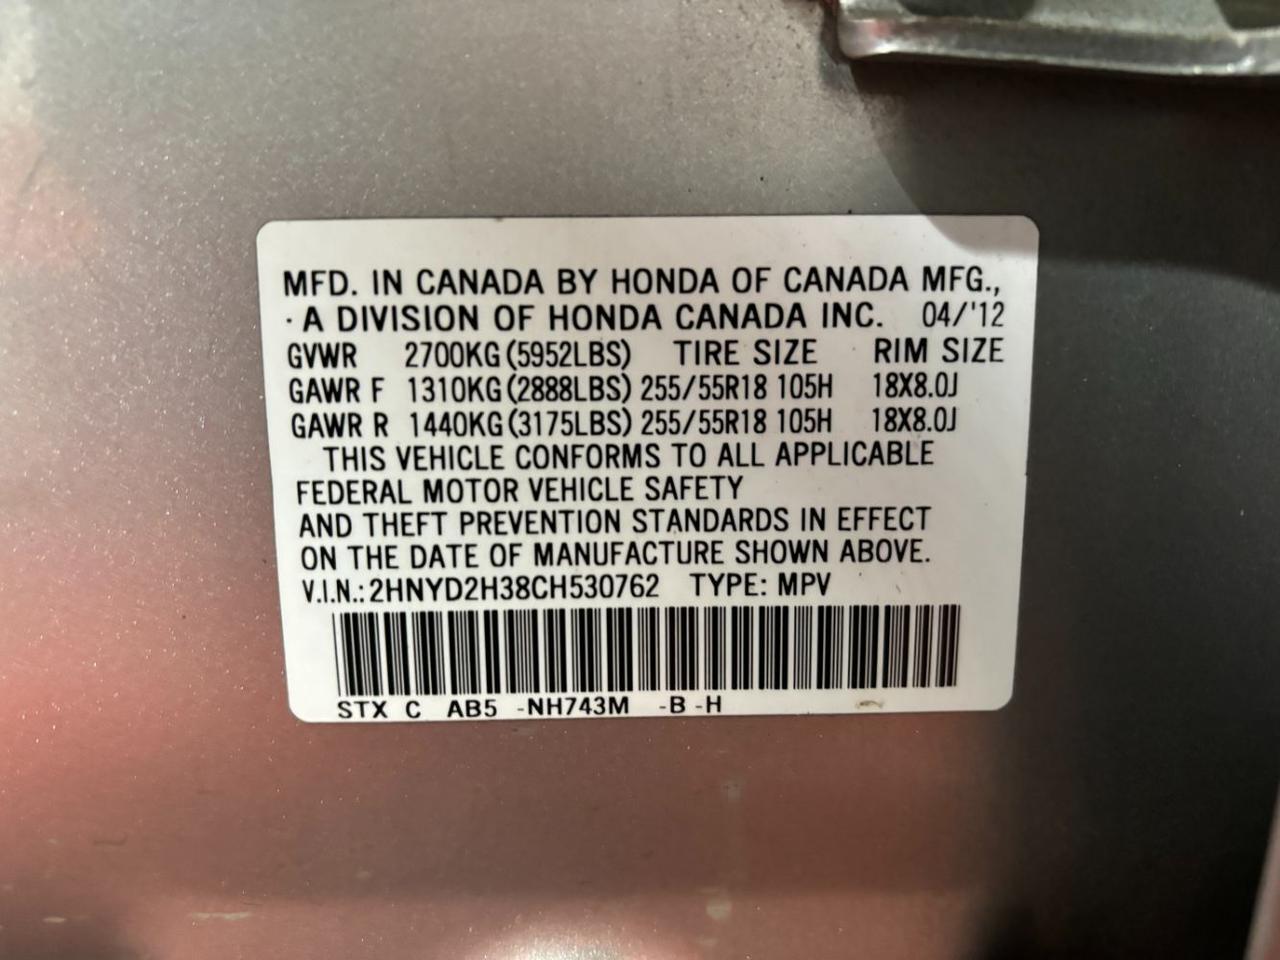 MFD. IN CANADA BY HONDA OF CANADA MFG.,
A DIVISION OF HONDA CANADA INC. 04/'12
GVWR 2700KG (5952LBS) TIRE SIZE RIM SIZE
GAWR F 1310KG (2888LBS) 255/55R18 105H 18X8.0J
GAWR R 1440KG (3175LBS) 255/55R18 105H 18X8.0J
THIS VEHICLE CONFORMS TO ALL APPLICABLE
FEDERAL MOTOR VEHICLE SAFETY
AND THEFT PREVENTION STANDARDS IN EFFECT
ON THE DATE OF MANUFACTURE SHOWN ABOVE.
V.I.N.: 2HNYD2H38CH530762 TYPE: MPV
STX C AB5 -NH743M -B -H